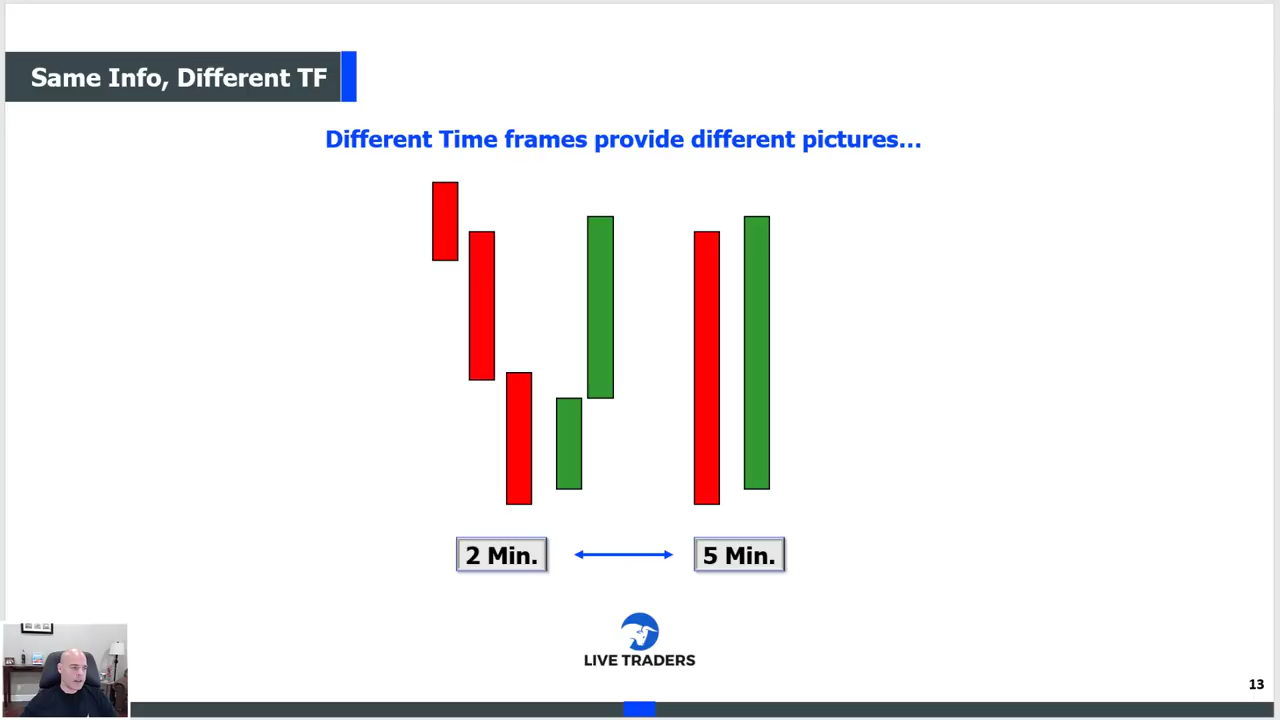 Same Info, Different TF
Different Time frames provide different pictures...
2 Min.
5 Min.
LIVE TRADERS
13